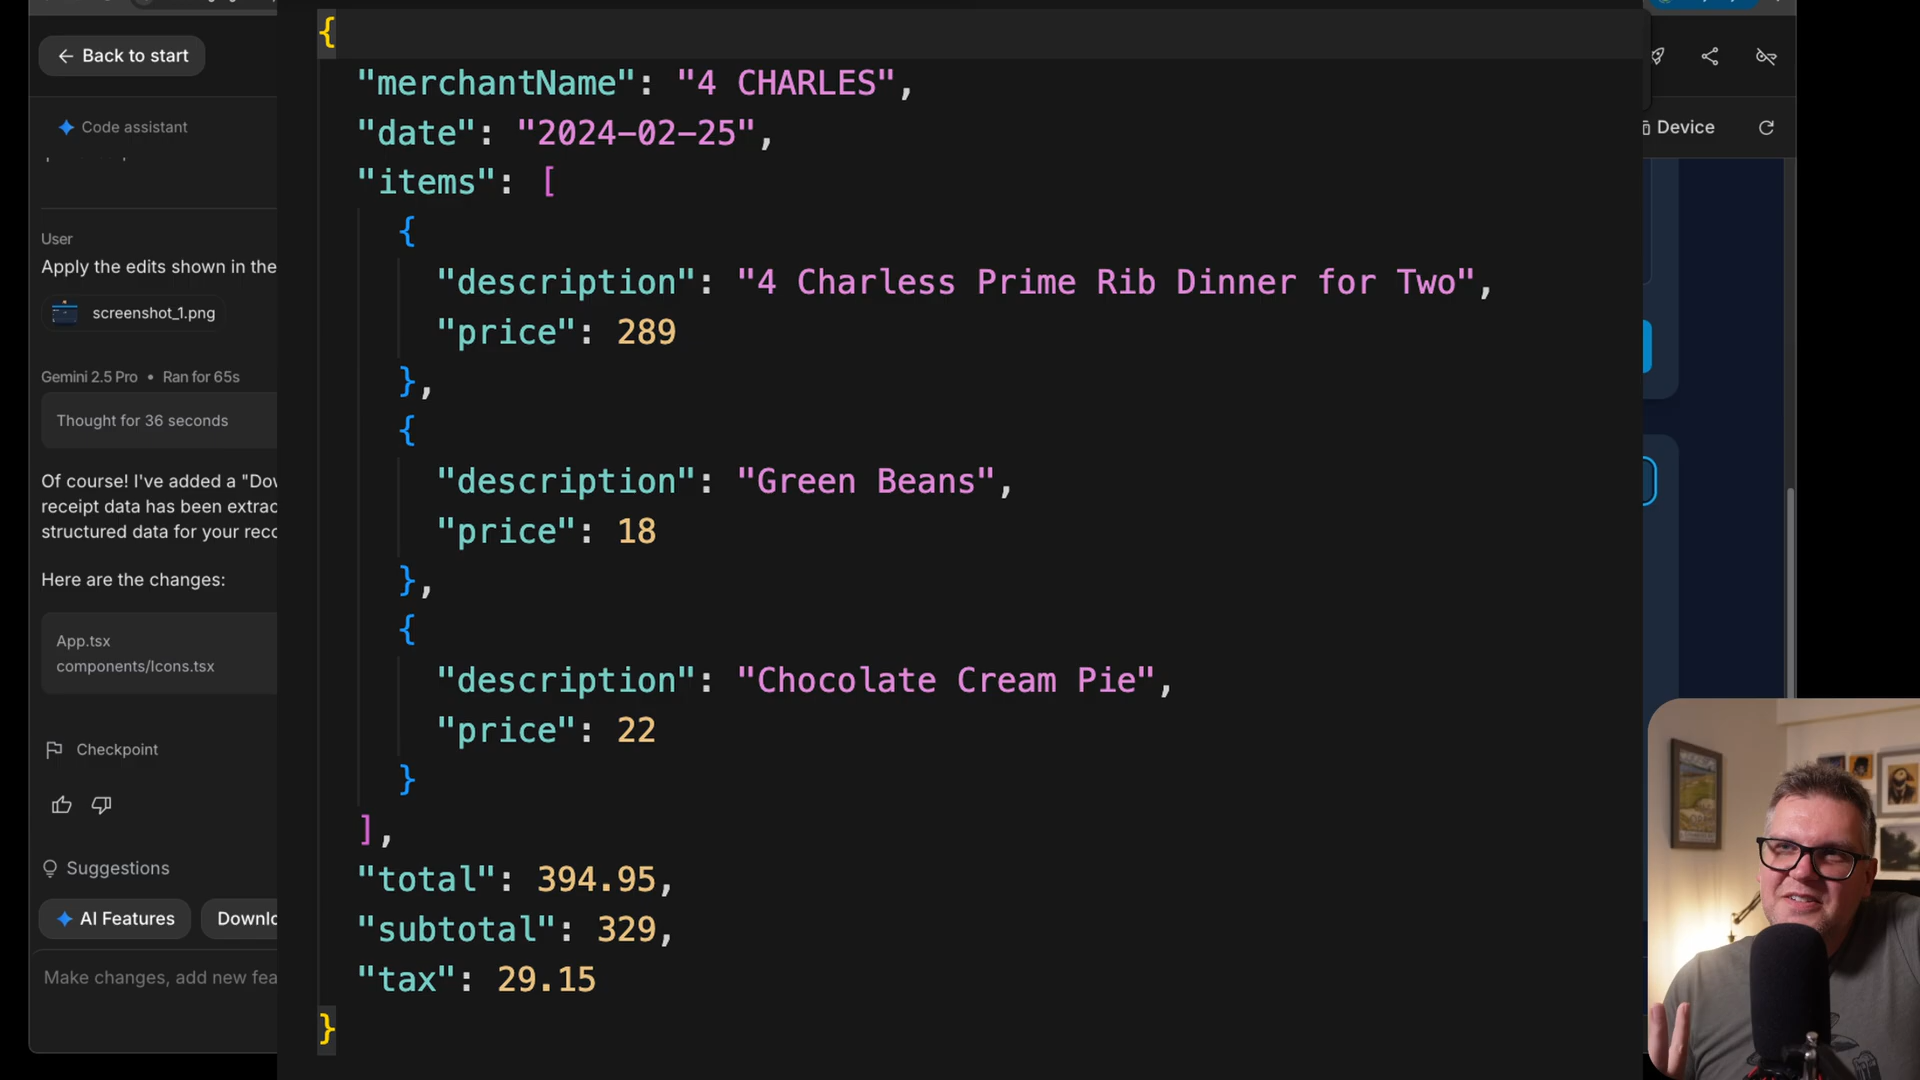 Back to start
Code assistant
User
Apply the edits shown in the
screenshot_1.png
Gemini 2.5 Pro • Ran for 65s
Thought for 36 seconds
Of course! I've added a "Dow
receipt data has been extrac
structured data for your reco
Here are the changes:
App.tsx
components/Icons.tsx
Checkpoint
Suggestions
AI Features
Downlo
Make changes, add new fea
{
"merchantName": "4 CHARLES",
"date": "2024-02-25",
"items": [
{
"description": "4 Charless Prime Rib Dinner for Two",
"price": 289
},
{
"description": "Green Beans",
"price": 18
},
{
"description": "Chocolate Cream Pie",
"price": 22
}
],
"total": 394.95,
"subtotal": 329,
"tax": 29.15
}
Device